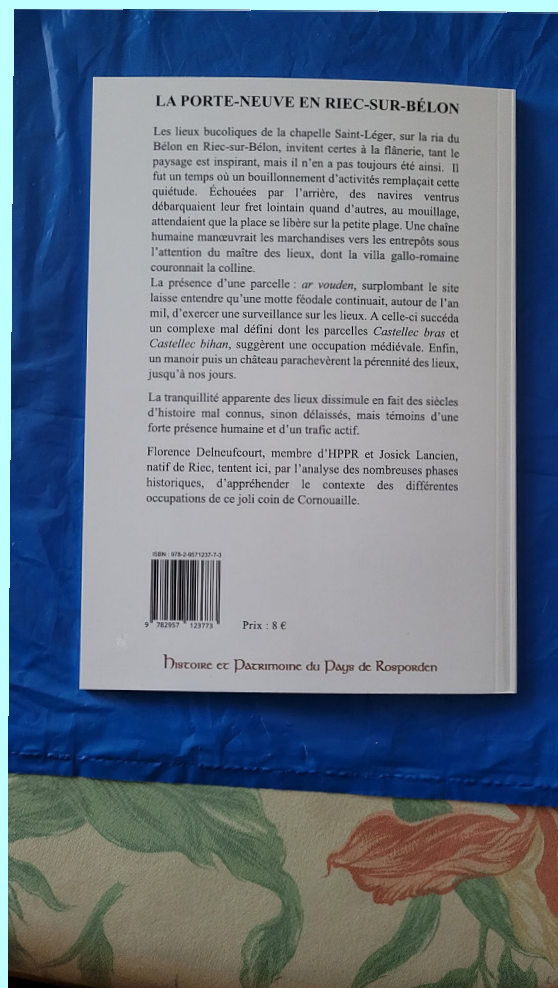 LA PORTE-NEUVE EN RIEC-SUR-BÉLON
Les lieux bucoliques de la chapelle Saint-Léger, sur la ria du
Bélon en Riec-sur-Bélon, invitent certes à la flânerie, tant le
paysage est inspirant, mais il n'en a pas toujours été ainsi. Il
fut un temps où un bouillonnement d'activités remplaçait cette
quiétude. Échouées par l'arrière, des navires ventrus
débarquaient leur fret lointain quand d'autres, au mouillage,
attendaient que la place se libère sur la petite plage. Une chaîne
humaine manœuvrait les marchandises vers les entrepôts sous
l'attention du maître des lieux, dont la villa gallo-romaine
couronnait la colline.
La présence d'une parcelle : ar vouden, surplombant le site
laisse entendre qu'une motte féodale continuait, autour de l'an
mil, d'exercer une surveillance sur les lieux. A celle-ci succéda
un complexe mal défini dont les parcelles Castellec bras et
Castellec bihan, suggèrent une occupation médiévale. Enfin,
un manoir puis un château parachevèrent la pérennité des lieux,
jusqu'à nos jours.
La tranquillité apparente des lieux dissimule en fait des siècles
d'histoire mal connus, sinon délaissés, mais témoins d'une
forte présence humaine et d'un trafic actif.
Florence Delneufcourt, membre d'HPPR et Josick Lancien,
natif de Riec, tentent ici, par l'analyse des nombreuses phases
historiques, d'appréhender le contexte des différentes
occupations de ce joli coin de Cornouaille.
ISBN : 978-2-9571237-7-3
9 782957 123773
Prix : 8 €
Histoire et Patrimoine du Pays de Rosporden